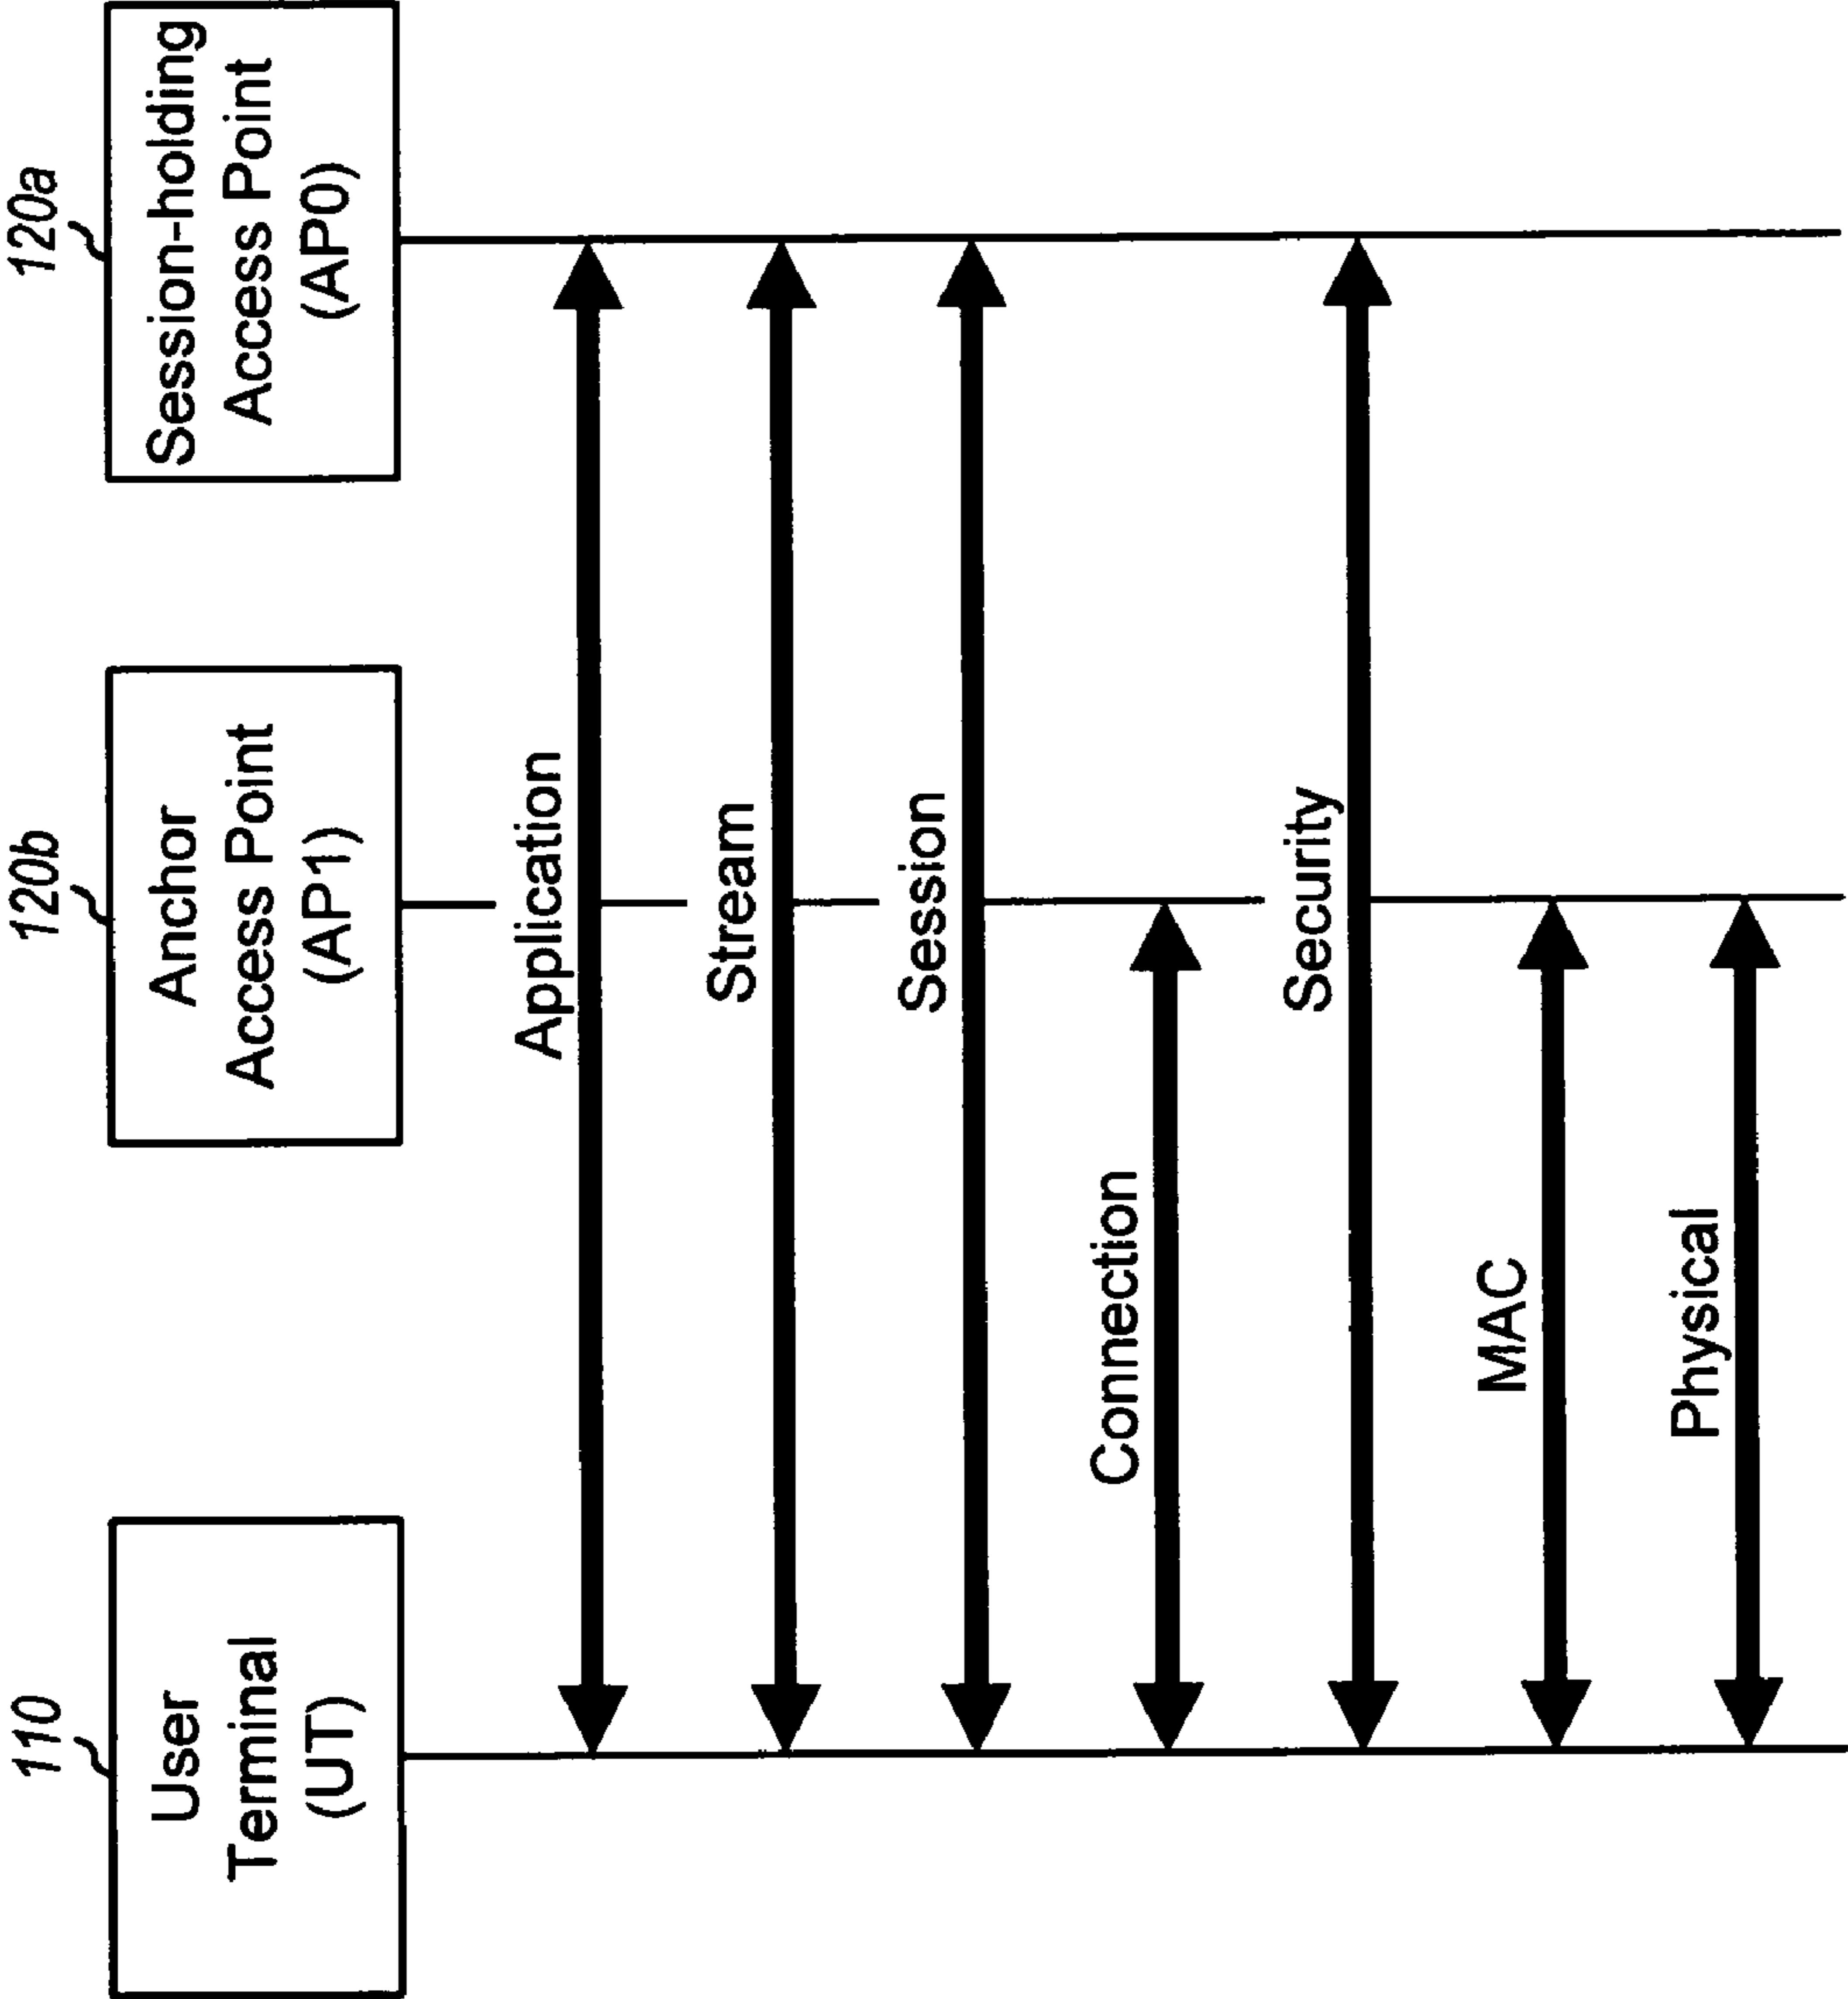 110
120b
120a
User
Terminal
(UT)
Anchor
Access Point
(AP1)
Session-holding
Access Point
(AP0)
Application
Stream
Session
Connection
Security
MAC
Physical